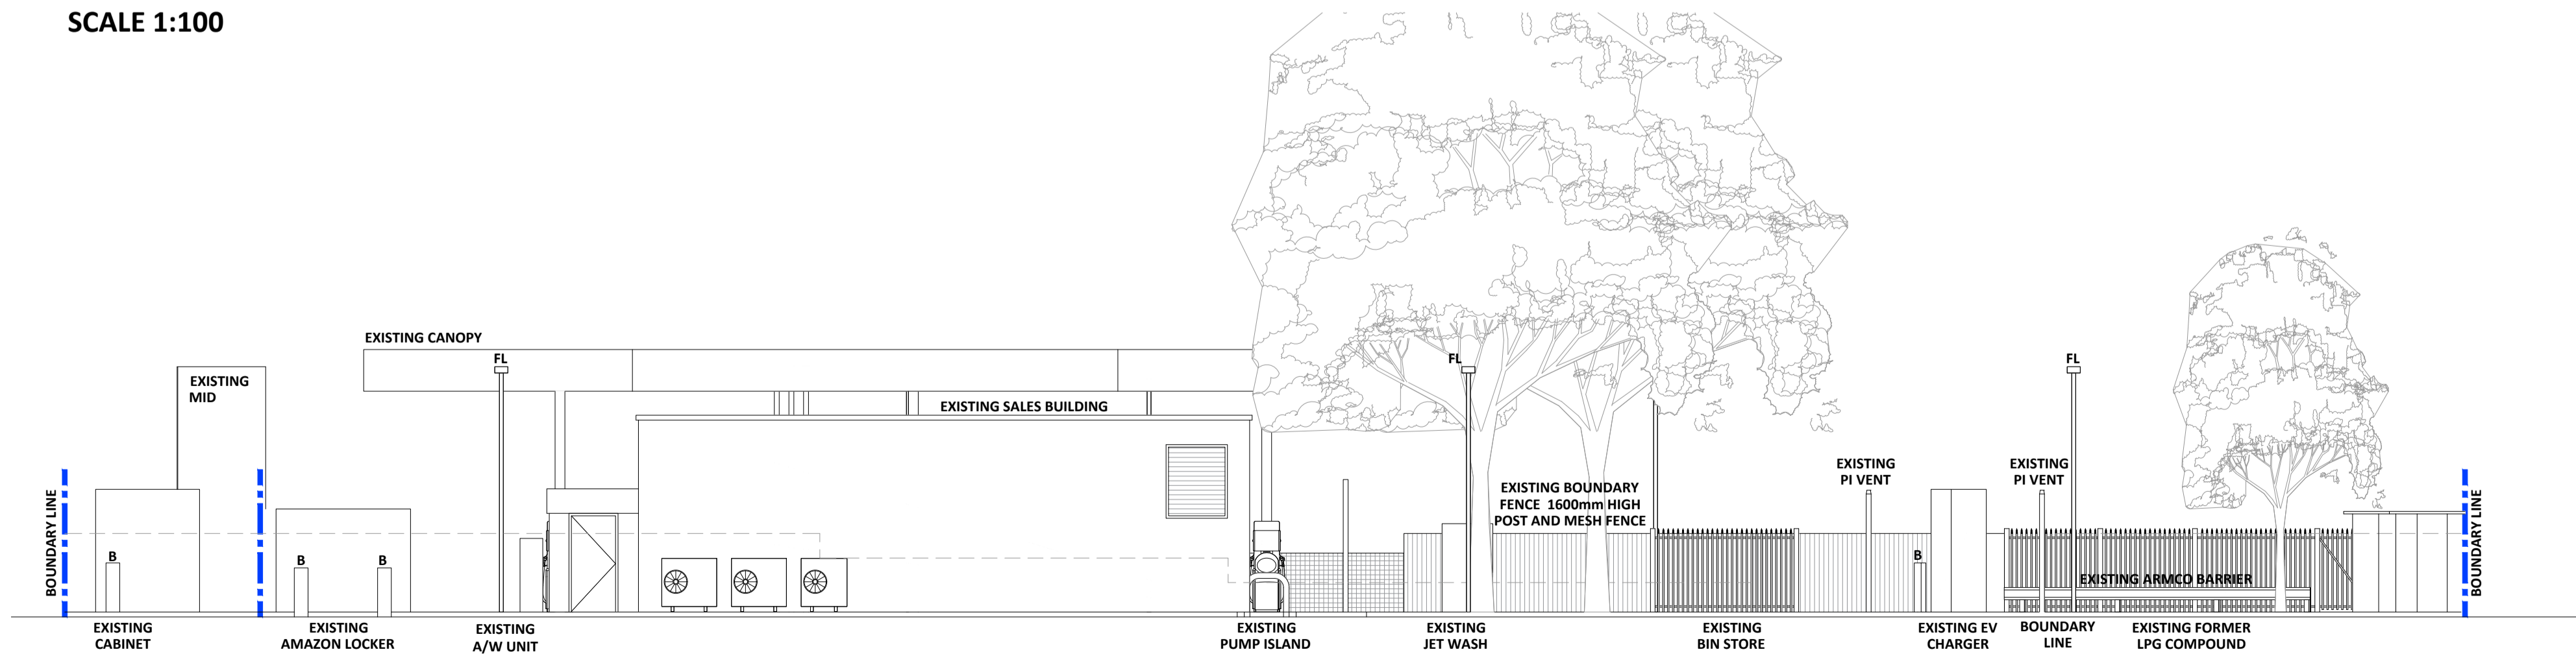 SCALE 1:100
EXISTING CANOPY
FL
FL
FL
EXISTING
MID
EXISTING SALES BUILDING
EXISTING
PI VENT
EXISTING
PI VENT
EXISTING BOUNDARY
FENCE 1600mm HIGH
POST AND MESH FENCE
BOUNDARY LINE
BOUNDARY LINE
B
B
B
B
EXISTING ARMCO BARRIER
EXISTING
CABINET
EXISTING
AMAZON LOCKER
EXISTING
A/W UNIT
EXISTING
PUMP ISLAND
EXISTING
JET WASH
EXISTING
BIN STORE
EXISTING EV
CHARGER
BOUNDARY
LINE
EXISTING FORMER
LPG COMPOUND